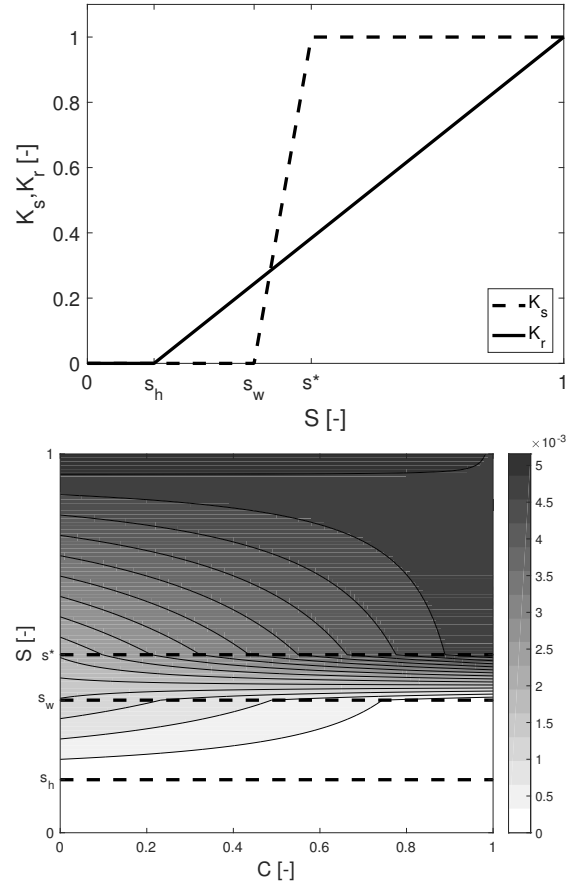 1
0.8
0.6
0.4
0.2
0
K_s,K_r [-]
0 s_h s_w s* 1
S [-]
K_s
K_r
×10⁻³
1
s*
s_w
s_h
0
S [-]
0 0.2 0.4 0.6 0.8 1
C [-]
5
4.5
4
3.5
3
2.5
2
1.5
1
0.5
0